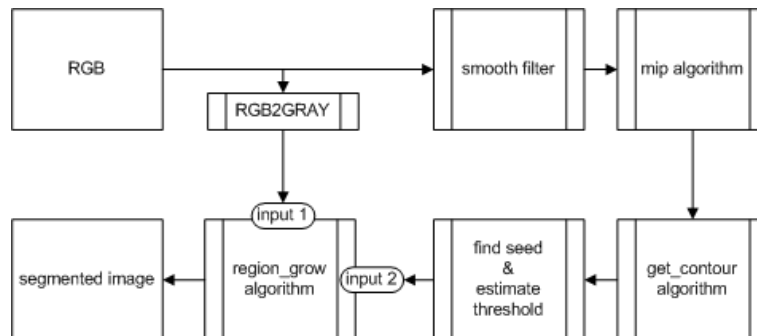 RGB
smooth filter
mip algorithm
RGB2GRAY
input 1
segmented image
region_grow
algorithm
input 2
find seed
&
estimate
threshold
get_contour
algorithm